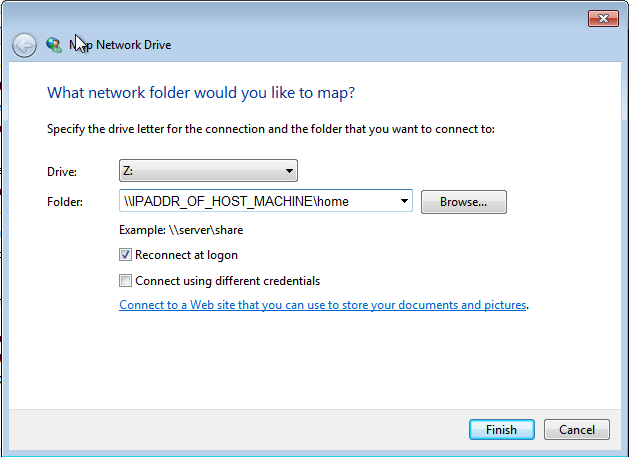 Map Network Drive
What network folder would you like to map?
Specify the drive letter for the connection and the folder that you want to connect to:
Drive: Z:
Folder: \\IPADDR_OF_HOST_MACHINE\home Browse...
Example: \\server\share
Reconnect at logon
Connect using different credentials
Connect to a Web site that you can use to store your documents and pictures.
Finish Cancel